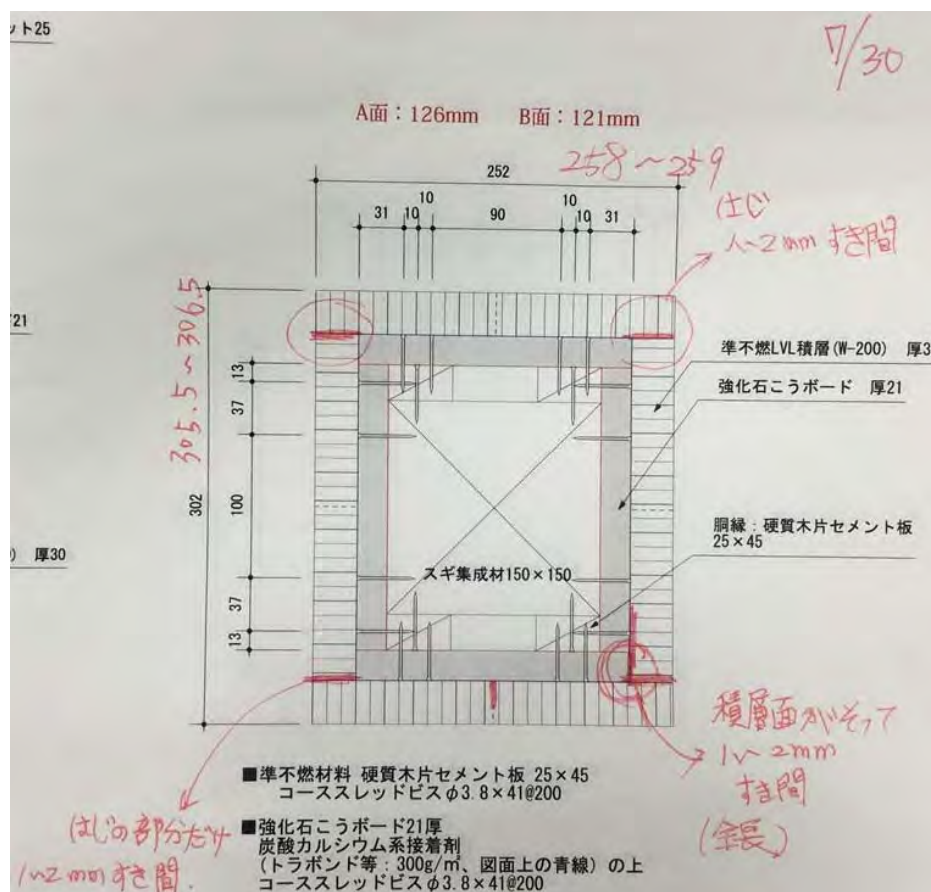 ット25
7/30
A面：126mm B面：121mm
258～259
252
10 10
31 10 90 10 31
はじ
1～2mm すき間
305.5～306.5
302
13
37
100
37
13
準不燃LVL積層(W-200) 厚3
強化石こうボード 厚21
胴縁：硬質木片セメント板
25×45
スギ集成材150×150
厚21
厚30
積層面がそって
1～2mm
すき間
(全長)
■準不燃材料 硬質木片セメント板 25×45
コーススレッドビスφ3.8×41@200
■強化石こうボード21厚
炭酸カルシウム系接着剤
(トラボンド等：300g/㎡、図面上の青線)の上
コーススレッドビスφ3.8×41@200
はじの部分だけ
1～2mmすき間.